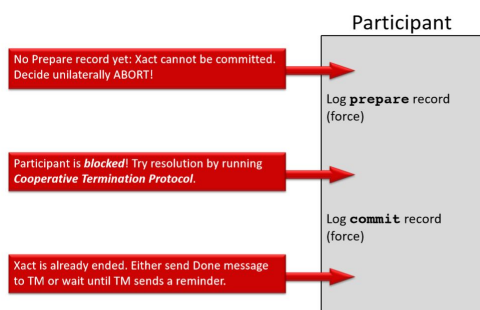 Participant
No Prepare record yet: Xact cannot be committed.
Decide unilaterally ABORT!
Log prepare record
(force)
Participant is blocked! Try resolution by running
Cooperative Termination Protocol.
Log commit record
(force)
Xact is already ended. Either send Done message
to TM or wait until TM sends a reminder.